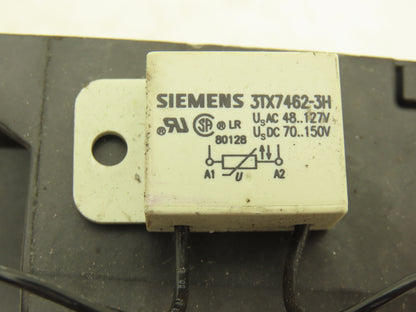 SIEMENS 3TX7462-3H
UsAC 48..127V
LR
UsDC 70..150V
80128
A1 U A2